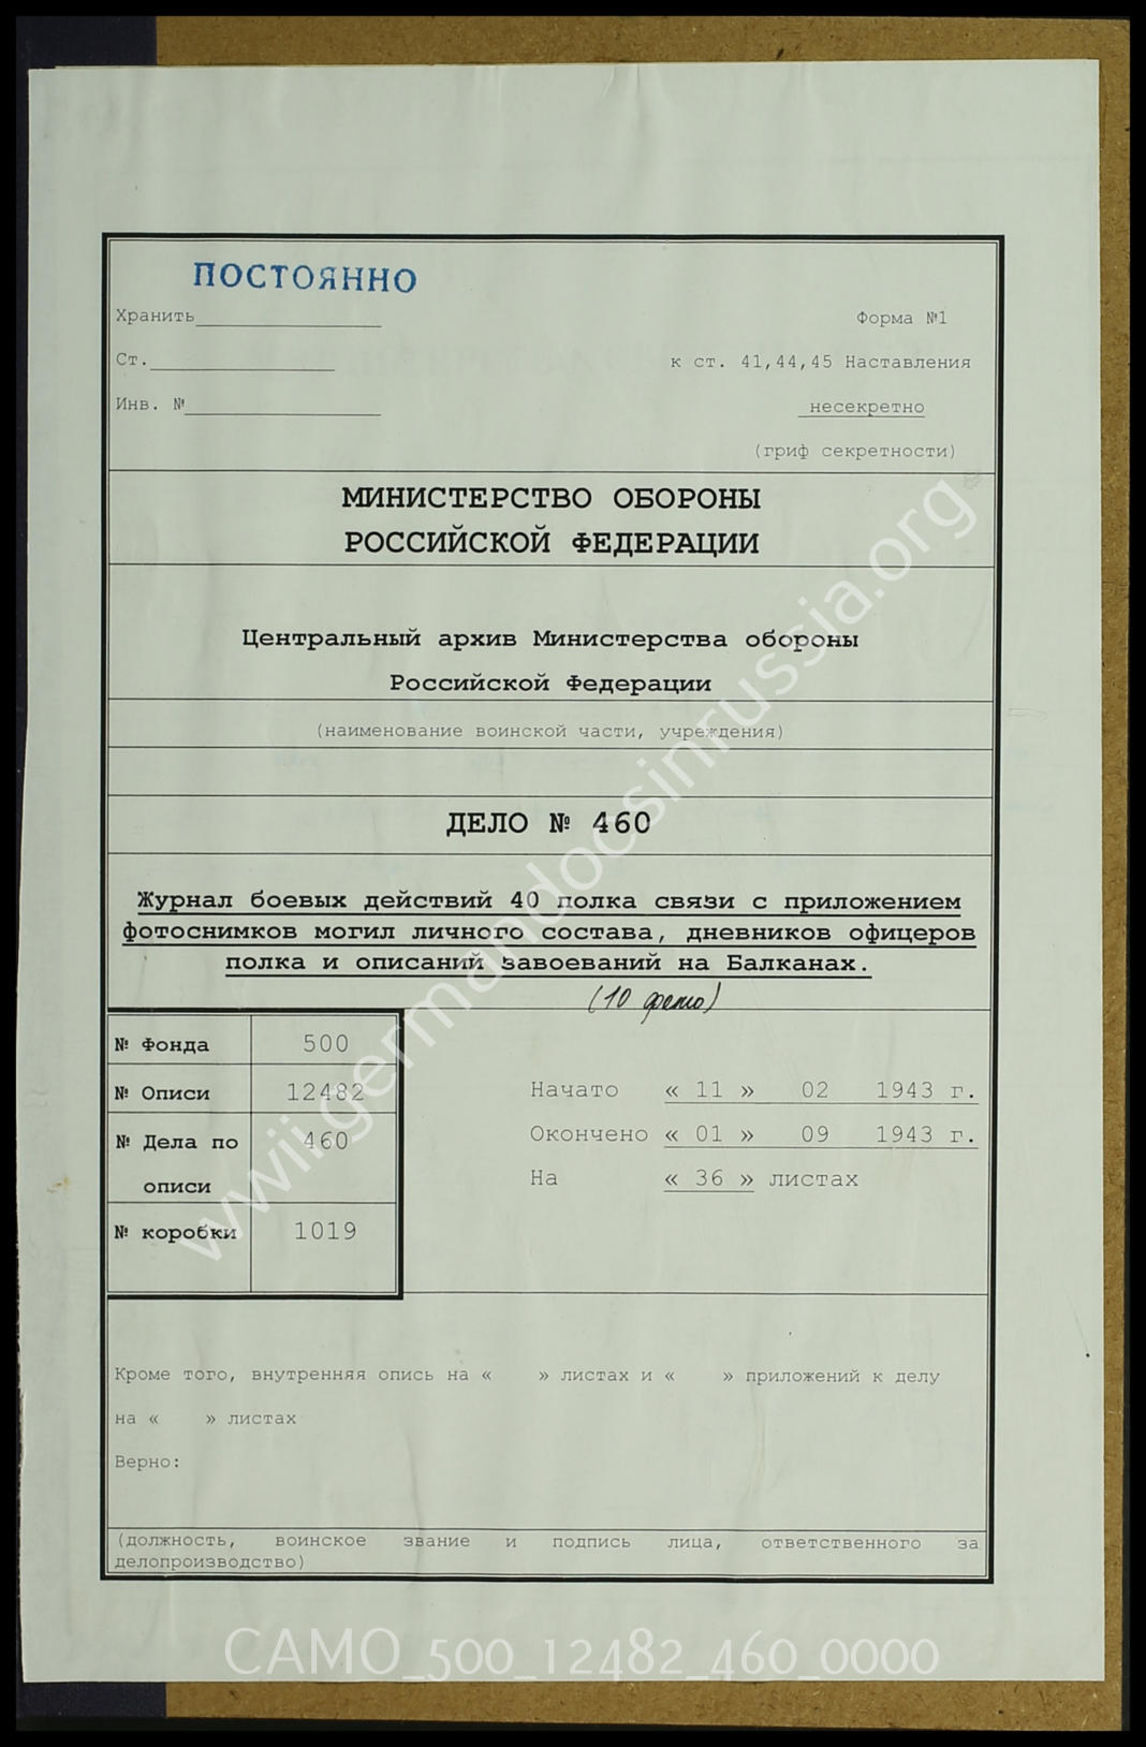 ПОСТОЯННО
Хранить
Форма №1
Ст.
к ст. 41,44,45 Наставления
Инв. №
несекретно
(гриф секретности)
МИНИСТЕРСТВО ОБОРОНЫ
РОССИЙСКОЙ ФЕДЕРАЦИИ
Центральный архив Министерства обороны
Российской Федерации
(наименование воинской части, учреждения)
ДЕЛО № 460
Журнал боевых действий 40 полка связи с приложением
фотоснимков могил личного состава, дневников офицеров
полка и описаний завоеваний на Балканах.
(10 фото)
№ Фонда 500
№ Описи 12482
№ Дела по 460
описи
№ коробки 1019
Начато « 11 » 02 1943 г.
Окончено « 01 » 09 1943 г.
На « 36 » листах
Кроме того, внутренняя опись на « » листах и « » приложений к делу
на « » листах
Верно:
(должность, воинское звание и подпись лица, ответственного за
делопроизводство)
wwii.germandocsinrussia.org
CAMO_500_12482_460_0000